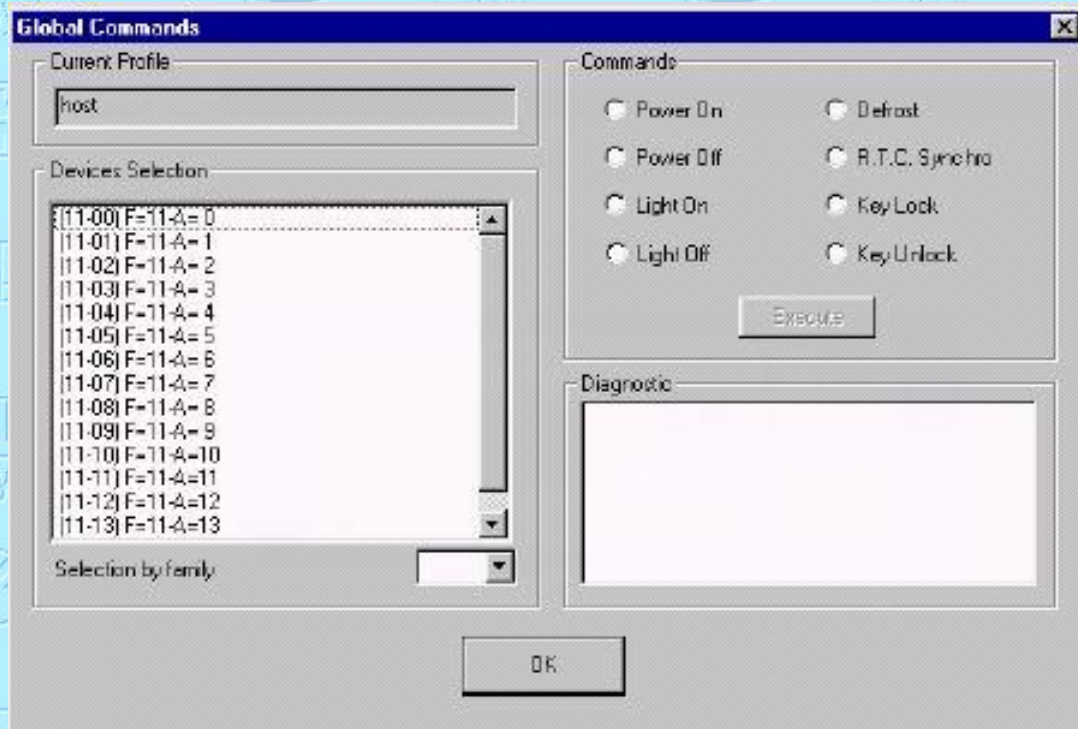 Global Commands
Current Profile
host
Devices Selection
(11-00) F=11-A= 0
(11-01) F=11-A= 1
(11-02) F=11-A= 2
(11-03) F=11-A= 3
(11-04) F=11-A= 4
(11-05) F=11-A= 5
(11-06) F=11-A= 6
(11-07) F=11-A= 7
(11-08) F=11-A= 8
(11-09) F=11-A= 9
(11-10) F=11-A=10
(11-11) F=11-A=11
(11-12) F=11-A=12
(11-13) F=11-A=13
Selection by family
Commands
Power On
Defrost
Power Off
R.T.C. Synchro
Light On
Key Lock
Light Off
Key Unlock
Execute
Diagnostic
OK